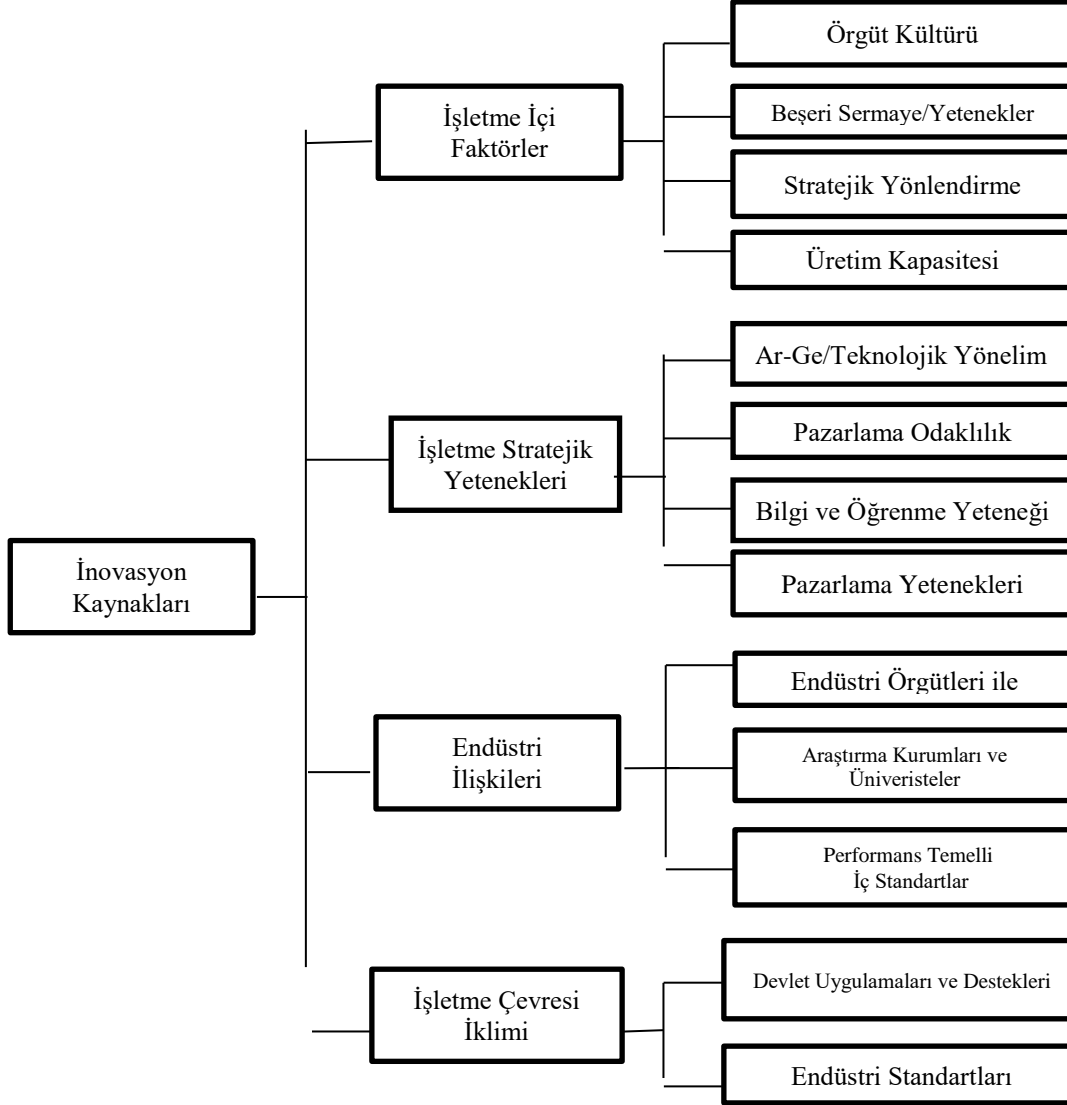 İnovasyon
Kaynakları
İşletme İçi
Faktörler
Örgüt Kültürü
Beşeri Sermaye/Yetenekler
Stratejik Yönlendirme
Üretim Kapasitesi
İşletme Stratejik
Yetenekleri
Ar-Ge/Teknolojik Yönelim
Pazarlama Odaklılık
Bilgi ve Öğrenme Yeteneği
Pazarlama Yetenekleri
Endüstri
İlişkileri
Endüstri Örgütleri ile
Araştırma Kurumları ve
Üniveristeler
Performans Temelli
İç Standartlar
İşletme Çevresi
İklimi
Devlet Uygulamaları ve Destekleri
Endüstri Standartları